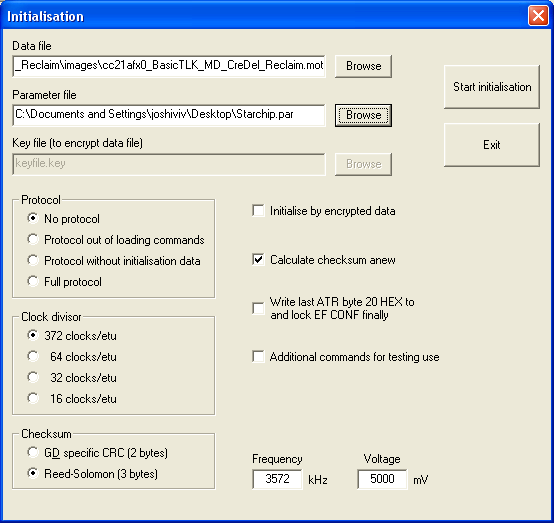 Initialisation
Data file
_Reclaim\images\cc21afx0_BasicTLK_MD_CreDel_Reclaim.mot
Browse
Start initialisation
Parameter file
C:\Documents and Settings\joshiviv\Desktop\Starchip.par
Browse
Exit
Key file (to encrypt data file)
keyfile.key
Browse
Protocol
No protocol
Protocol out of loading commands
Protocol without initialisation data
Full protocol
Initialise by encrypted data
Calculate checksum anew
Write last ATR byte 20 HEX to
and lock EF CONF finally
Additional commands for testing use
Clock divisor
372 clocks/etu
64 clocks/etu
32 clocks/etu
16 clocks/etu
Checksum
GD specific CRC (2 bytes)
Reed-Solomon (3 bytes)
Frequency
3572 kHz
Voltage
5000 mV